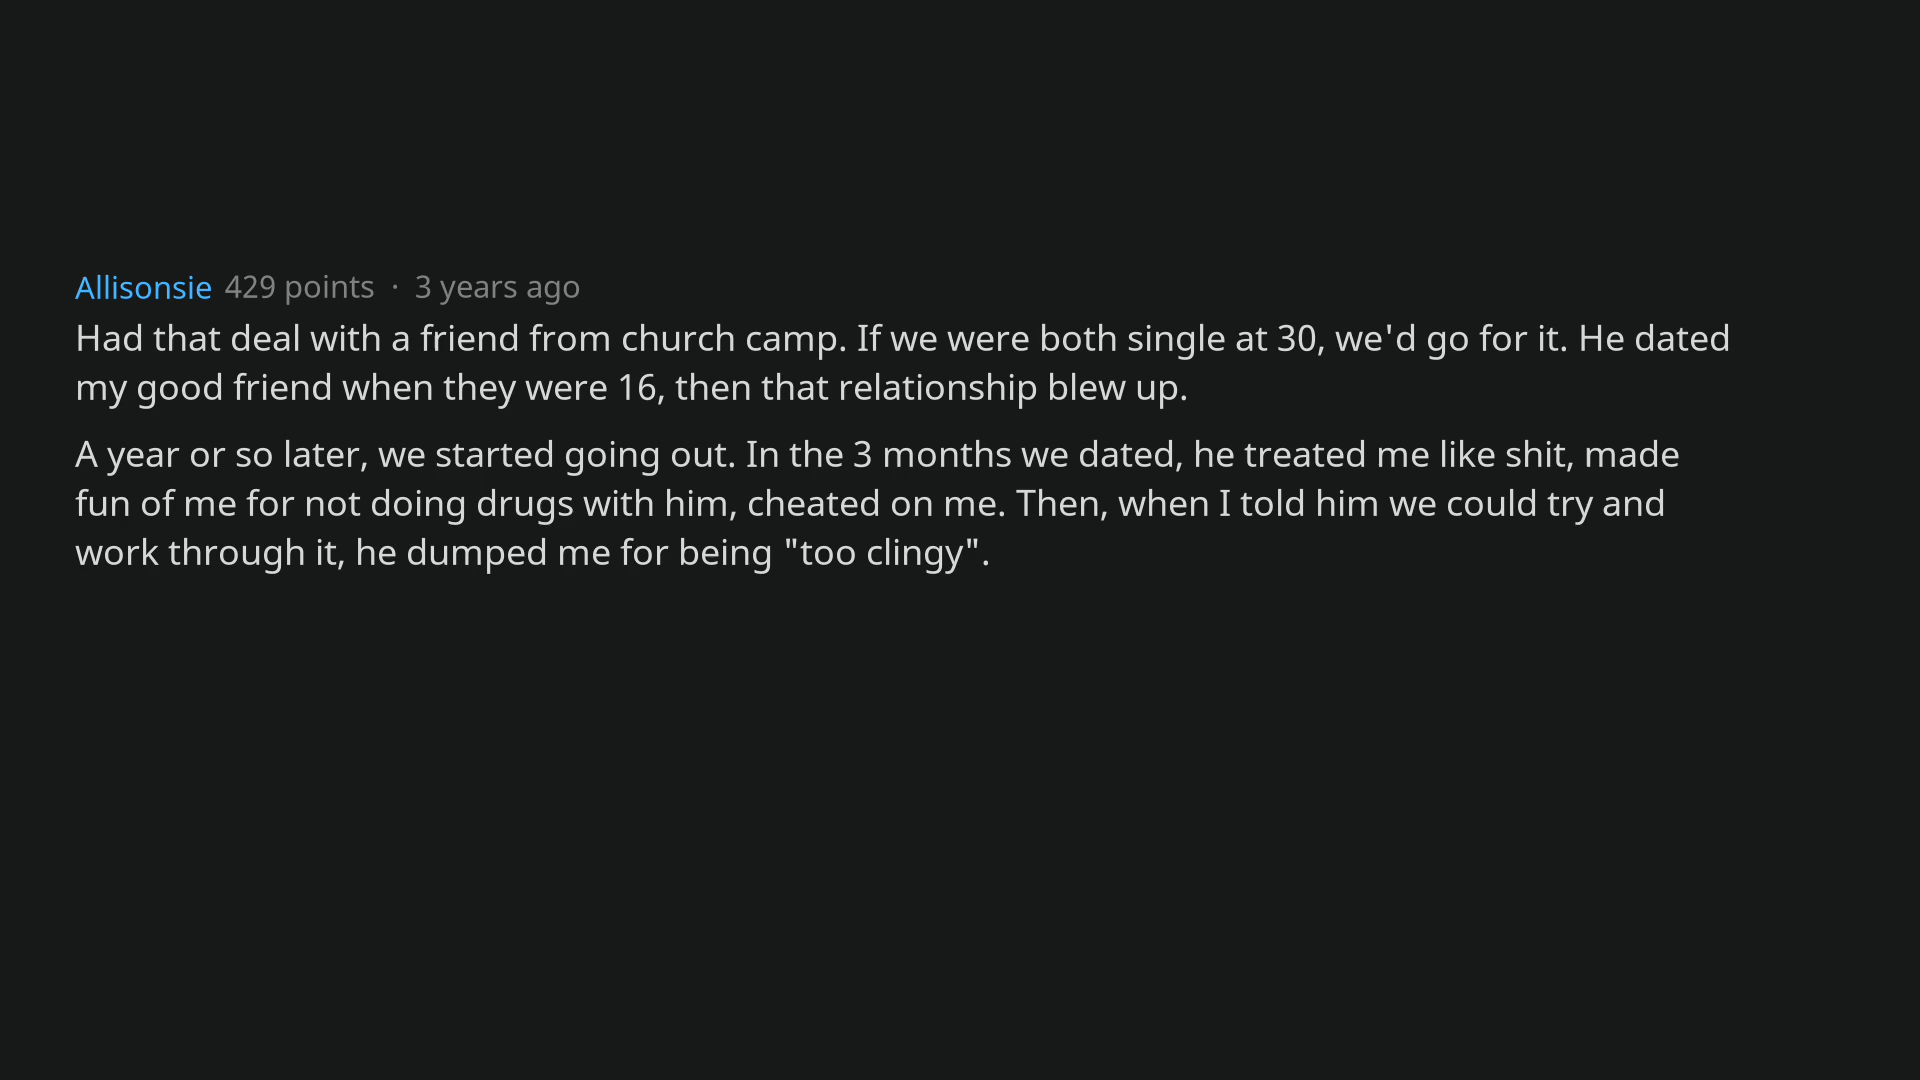 Allisonsie 429 points · 3 years ago
Had that deal with a friend from church camp. If we were both single at 30, we'd go for it. He dated
my good friend when they were 16, then that relationship blew up.
A year or so later, we started going out. In the 3 months we dated, he treated me like shit, made
fun of me for not doing drugs with him, cheated on me. Then, when I told him we could try and
work through it, he dumped me for being "too clingy".